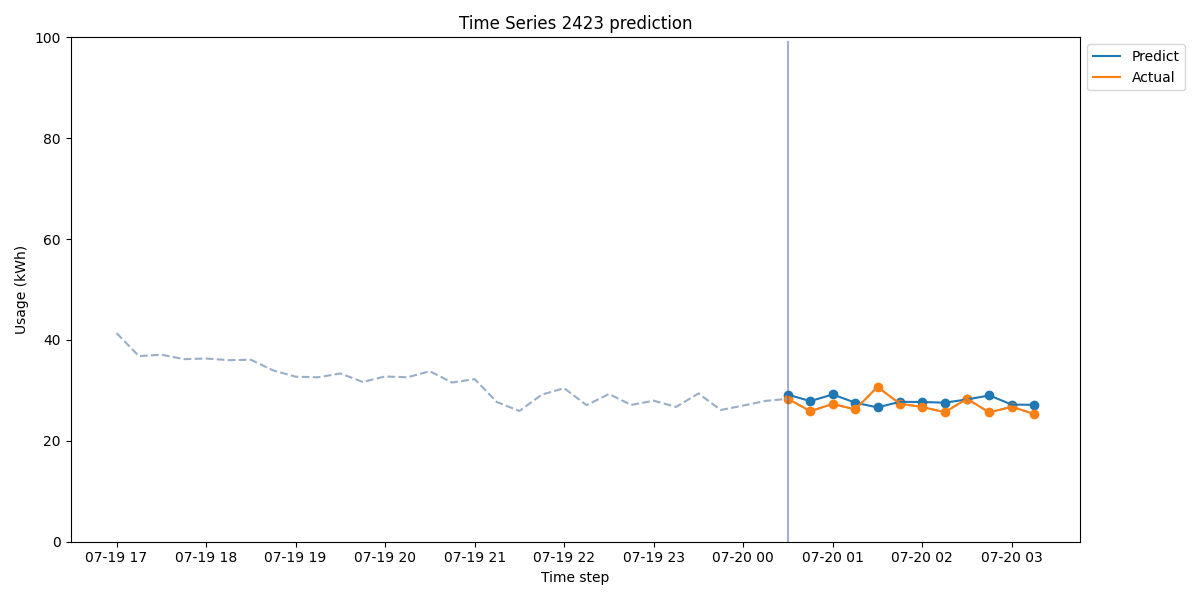 Time Series 2423 prediction
100
80
60
40
20
0
Usage (kWh)
07-19 17 07-19 18 07-19 19 07-19 20 07-19 21 07-19 22 07-19 23 07-20 00 07-20 01 07-20 02 07-20 03
Time step
Predict
Actual